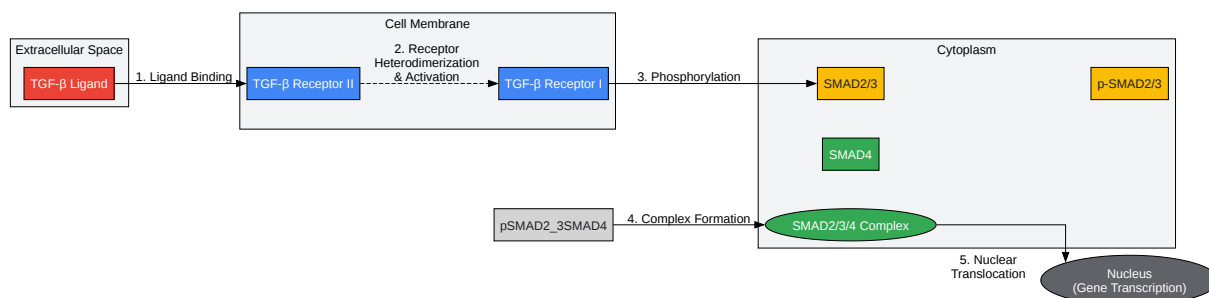 Extracellular Space
TGF-β Ligand
1. Ligand Binding
Cell Membrane
TGF-β Receptor II
2. Receptor
Heterodimerization
& Activation
TGF-β Receptor I
3. Phosphorylation
Cytoplasm
SMAD2/3
p-SMAD2/3
SMAD4
pSMAD2_3SMAD4
4. Complex Formation
SMAD2/3/4 Complex
5. Nuclear
Translocation
Nucleus
(Gene Transcription)